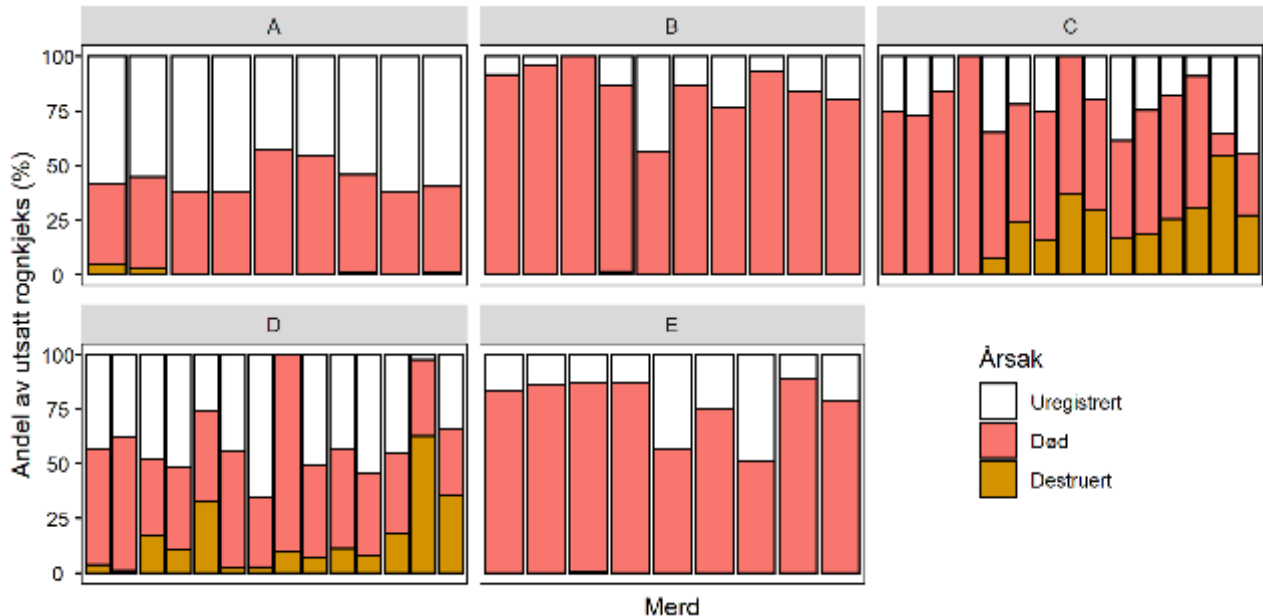 A
B
C
Andel av utsatt rognkjeks (%)
100
75
50
25
0
D
E
100
75
50
25
0
Merd
Årsak
Uregistrert
Død
Destruert